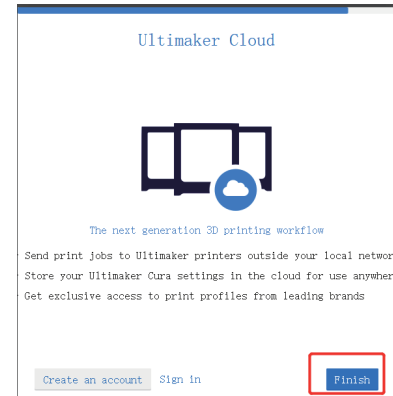 Ultimaker Cloud
The next generation 3D printing workflow
Send print jobs to Ultimaker printers outside your local networ
Store your Ultimaker Cura settings in the cloud for use anywher
Get exclusive access to print profiles from leading brands
Create an account Sign in Finish